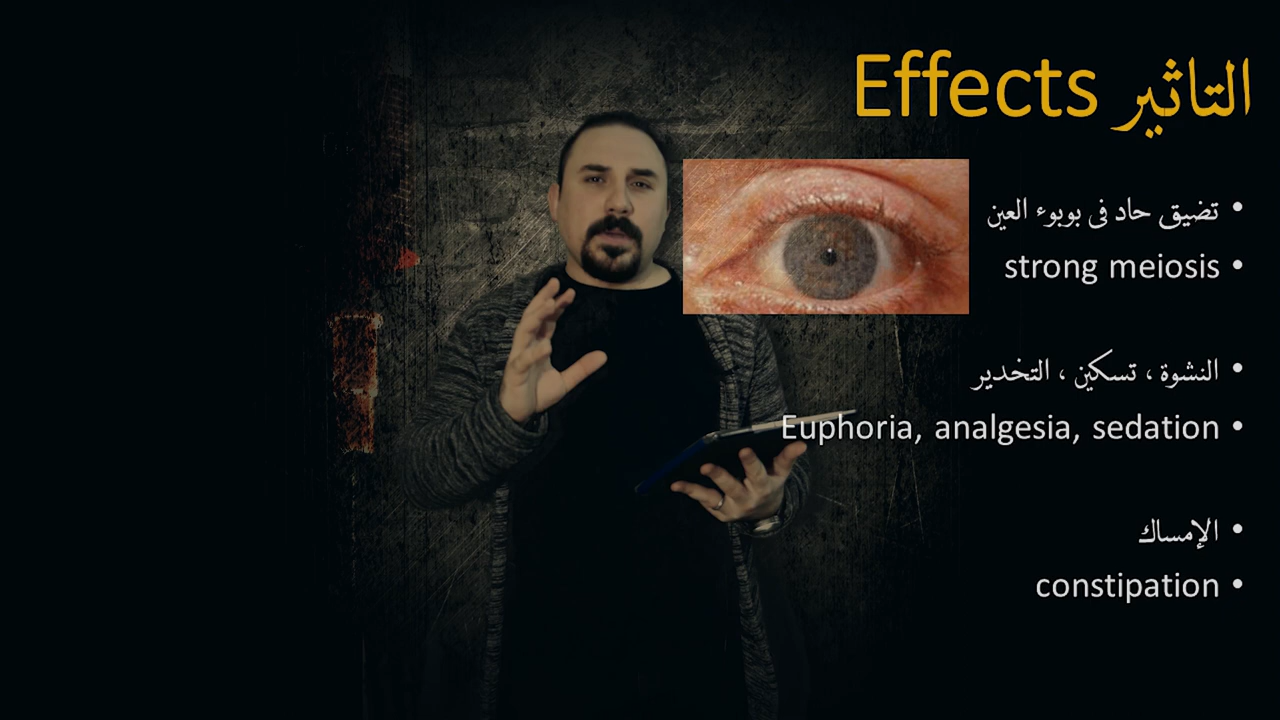 التاثير Effects
• تضيق حاد فى بوبوء العين
• strong meiosis
• النشوة ، تسكين ، التخدير
• Euphoria, analgesia, sedation
• الإمساك
• constipation